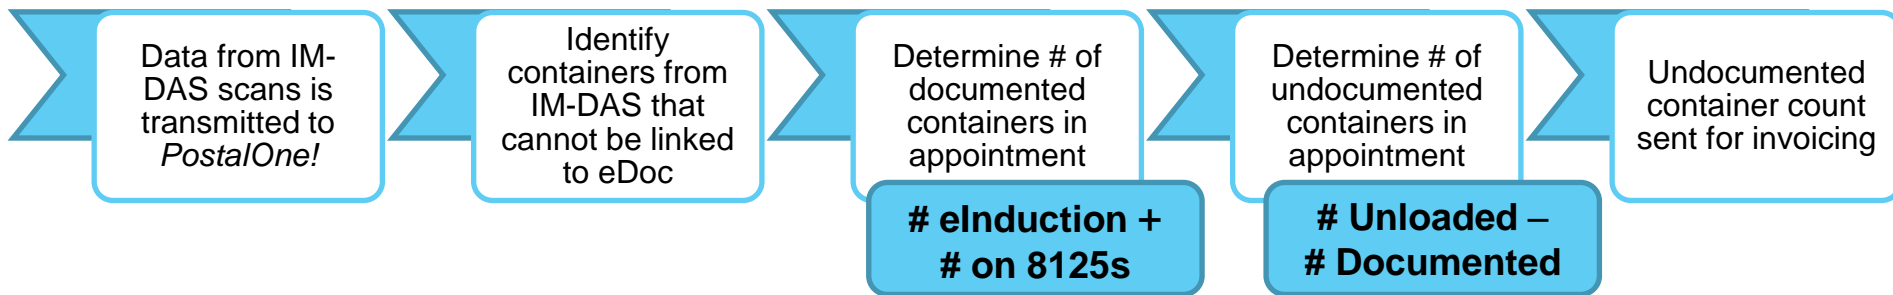 Data from IM-
DAS scans is
transmitted to
PostalOne!
Identify
containers from
IM-DAS that
cannot be linked
to eDoc
Determine # of
documented
containers in
appointment
# eInduction +
# on 8125s
Determine # of
undocumented
containers in
appointment
# Unloaded –
# Documented
Undocumented
container count
sent for invoicing